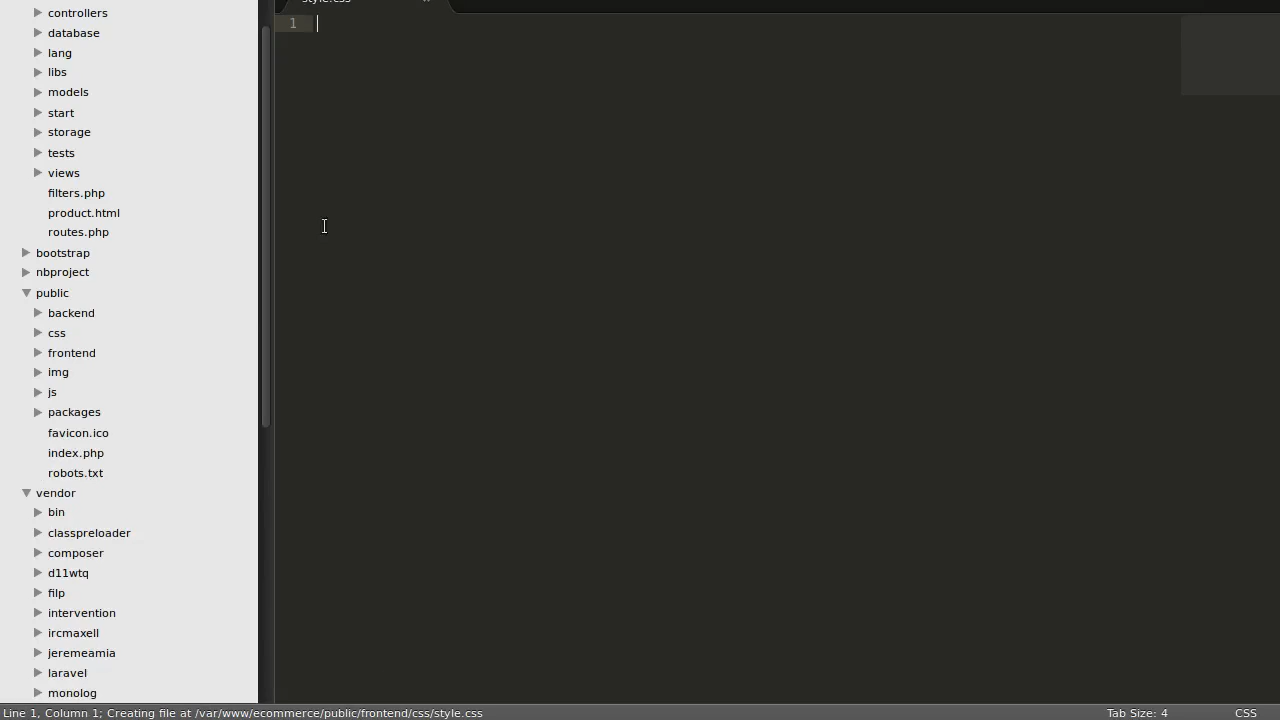 style.css
1
controllers
database
lang
libs
models
start
storage
tests
views
filters.php
product.html
routes.php
bootstrap
nbproject
public
backend
css
frontend
img
js
packages
favicon.ico
index.php
robots.txt
vendor
bin
classpreloader
composer
d11wtq
filp
intervention
ircmaxell
jeremeamia
laravel
monolog
Line 1, Column 1; Creating file at /var/www/ecommerce/public/frontend/css/style.css
Tab Size: 4
CSS